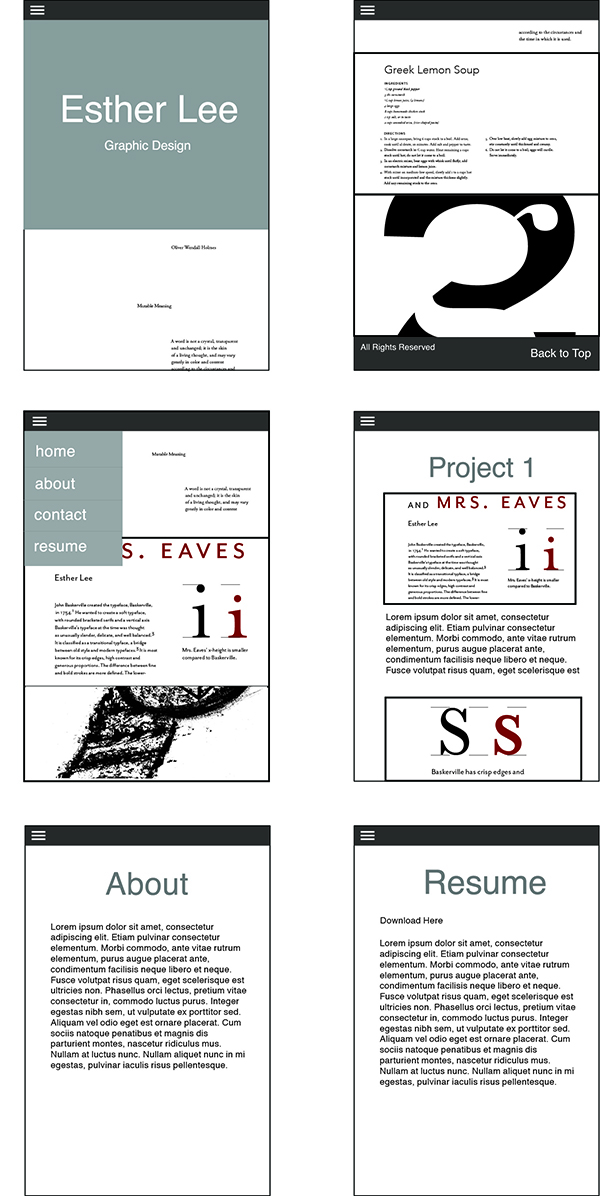 Esther Lee
Graphic Design
Oliver Wendall Holmes
Mutable Meaning
A word is not a crystal, transparent
and unchanged; it is the skin
of a living thought, and may vary
greatly in color and content
according to the circumstances and
according to the circumstances and
the time in which it is used.
Greek Lemon Soup
INGREDIENTS
DIRECTIONS
All Rights Reserved
Back to Top
home
about
contact
resume
Mutable Meaning
A word is not a crystal, transparent
and unchanged; it is the skin
of a living thought, and may vary
greatly in color and content
S. EAVES
Esther Lee
John Baskerville created the typeface, Baskerville,
in 1754.¹ He wanted to create a soft typeface,
with rounded bracketed serifs and a vertical axis
Baskerville's typeface at the time was thought
as unusually slender, delicate, and well balanced.⁵
It is classified as a transitional typeface, a bridge
between old style and modern typefaces.⁸ It is most
known for its crisp edges, high contrast and
generous proportions. The difference between fine
and bold strokes are more defined. The lower-
i i
Mrs. Eaves' x-height is smaller
compared to Baskerville.
Project 1
AND MRS. EAVES
Esther Lee
John Baskerville created the typeface, Baskerville,
in 1754.¹ He wanted to create a soft typeface,
with rounded bracketed serifs and a vertical axis
Baskerville's typeface at the time was thought
as unusually slender, delicate, and well balanced.⁵
It is classified as a transitional typeface, a bridge
between old style and modern typefaces.⁸ It is most
known for its crisp edges, high contrast and
generous proportions. The difference between fine
and bold strokes are more defined. The lower-
i i
Mrs. Eaves' x-height is smaller
compared to Baskerville.
Lorem ipsum dolor sit amet, consectetur
adipiscing elit. Etiam pulvinar consectetur
elementum. Morbi commodo, ante vitae rutrum
elementum, purus augue placerat ante,
condimentum facilisis neque libero et neque.
Fusce volutpat risus quam, eget scelerisque est
S s
Baskerville has crisp edges and
About
Lorem ipsum dolor sit amet, consectetur
adipiscing elit. Etiam pulvinar consectetur
elementum. Morbi commodo, ante vitae rutrum
elementum, purus augue placerat ante,
condimentum facilisis neque libero et neque.
Fusce volutpat risus quam, eget scelerisque est
ultricies non. Phasellus orci lectus, pretium vitae
consectetur in, commodo luctus purus. Integer
egestas nibh sem, ut vulputate ex porttitor sed.
Aliquam vel odio eget est ornare placerat. Cum
sociis natoque penatibus et magnis dis
parturient montes, nascetur ridiculus mus.
Nullam at luctus nunc. Nullam aliquet nunc in mi
egestas, pulvinar iaculis risus pellentesque.
Resume
Download Here
Lorem ipsum dolor sit amet, consectetur
adipiscing elit. Etiam pulvinar consectetur
elementum. Morbi commodo, ante vitae rutrum
elementum, purus augue placerat ante,
condimentum facilisis neque libero et neque.
Fusce volutpat risus quam, eget scelerisque est
ultricies non. Phasellus orci lectus, pretium vitae
consectetur in, commodo luctus purus. Integer
egestas nibh sem, ut vulputate ex porttitor sed.
Aliquam vel odio eget est ornare placerat. Cum
sociis natoque penatibus et magnis dis
parturient montes, nascetur ridiculus mus.
Nullam at luctus nunc. Nullam aliquet nunc in mi
egestas, pulvinar iaculis risus pellentesque.